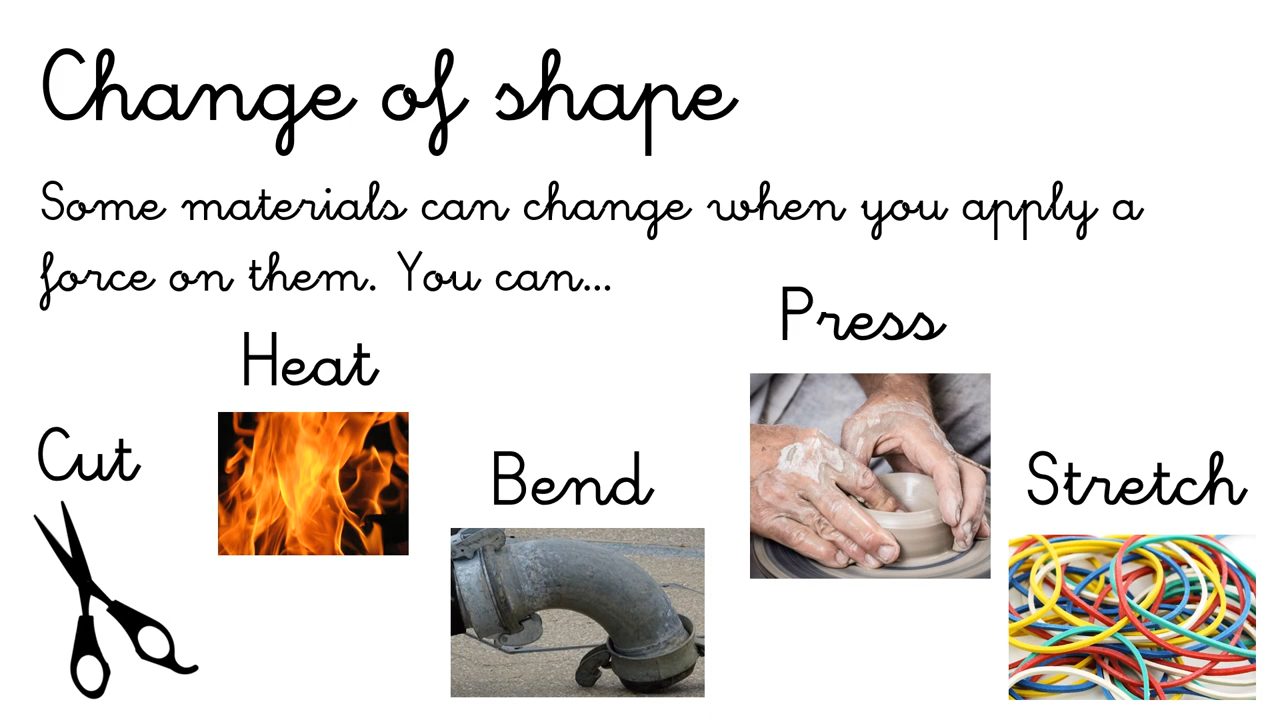 Change of shape
Some materials can change when you apply a
force on them. You can...
Cut
Heat
Bend
Press
Stretch